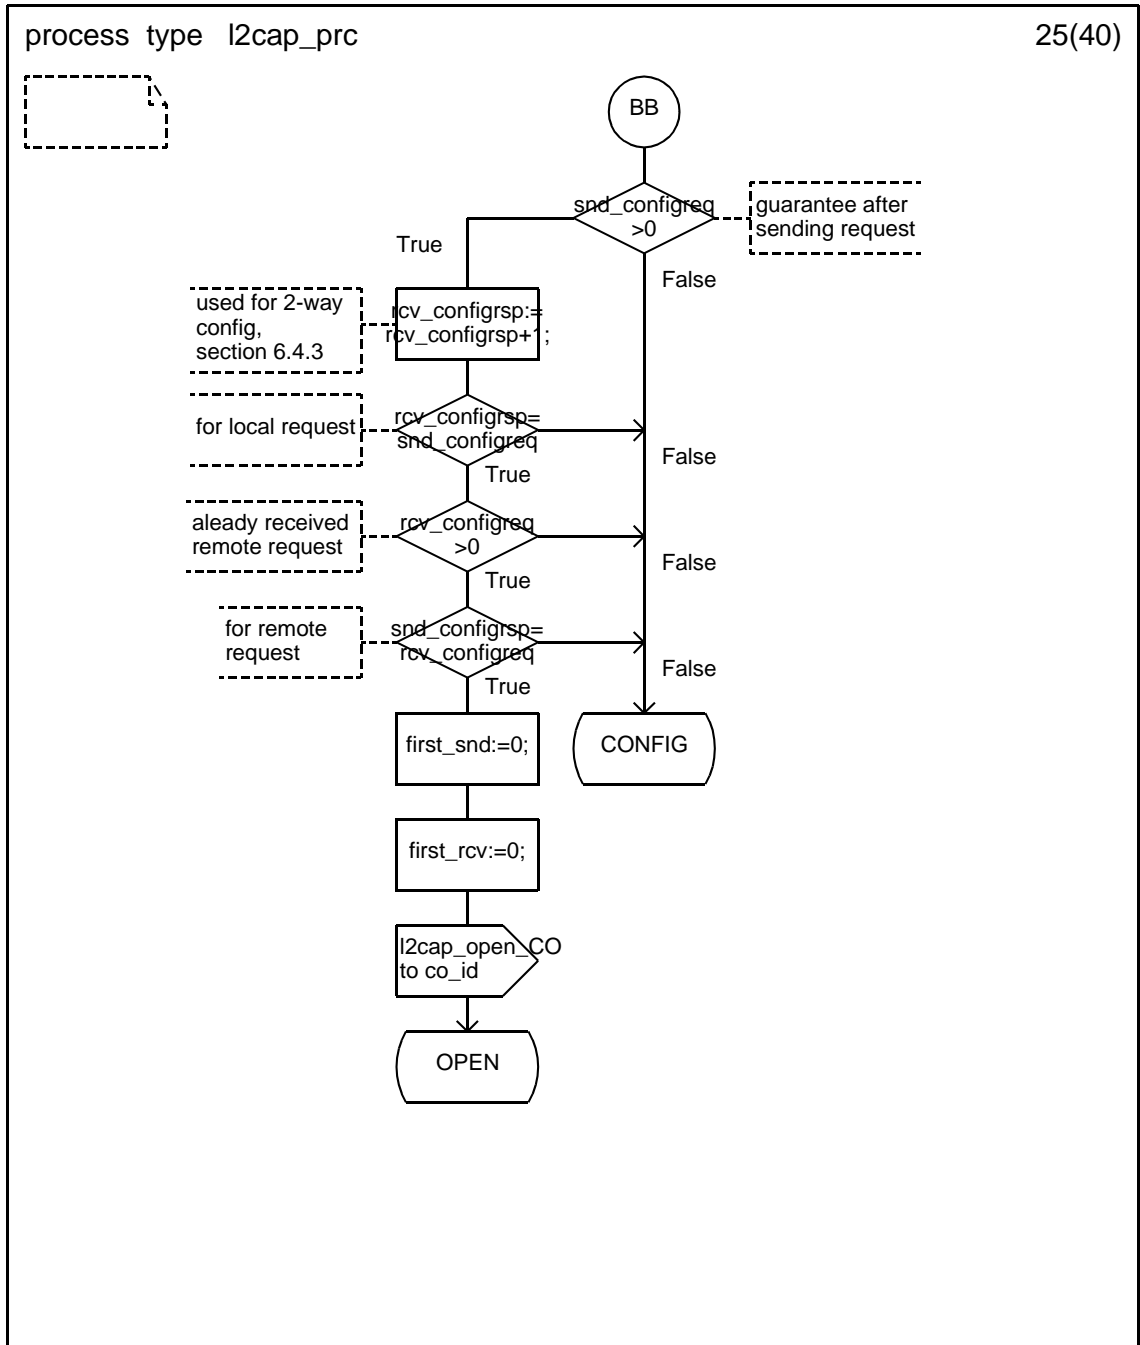 process type l2cap_prc
25(40)
BB
snd_configreq
>0
guarantee after
sending request
True
False
used for 2-way
config,
section 6.4.3
rcv_configrsp:=
rcv_configrsp+1;
for local request
rcv_configrsp=
snd_configreq
False
True
aleady received
remote request
rcv_configreq
>0
False
True
for remote
request
snd_configrsp=
rcv_configreq
False
True
first_snd:=0;
CONFIG
first_rcv:=0;
l2cap_open_CO
to co_id
OPEN